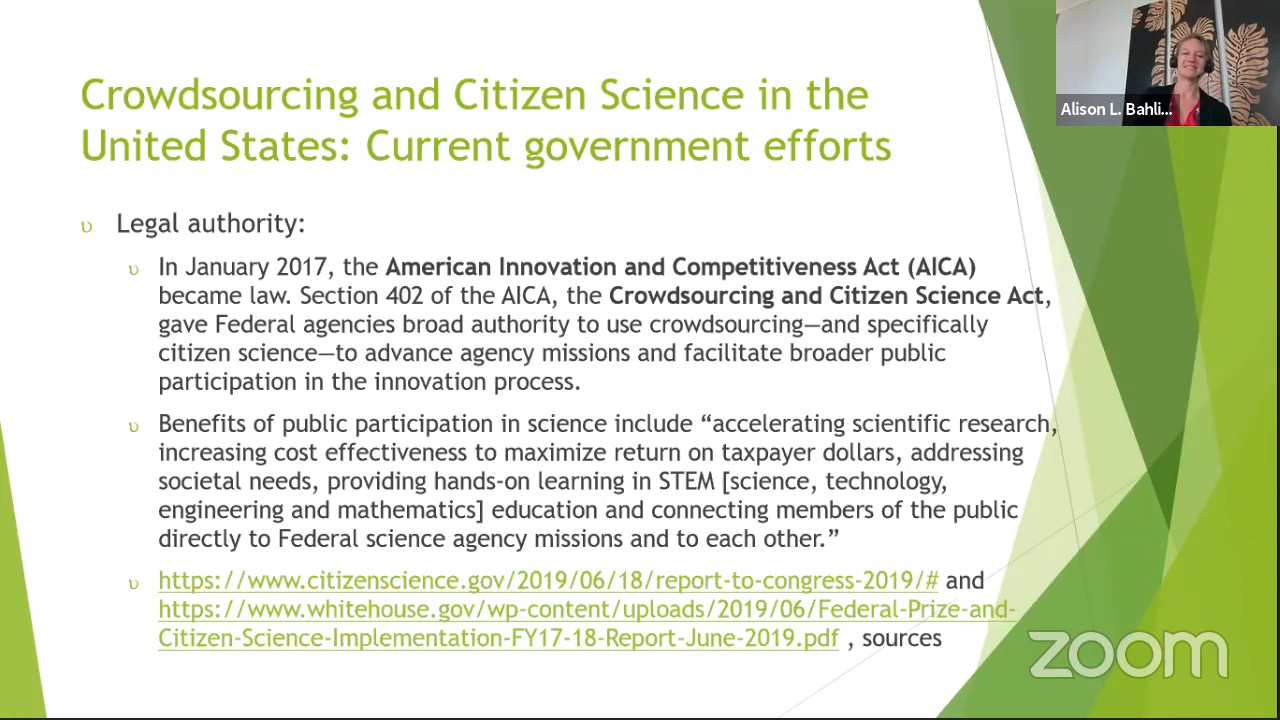 Crowdsourcing and Citizen Science in the
United States: Current government efforts
Alison L. Bahli...
Legal authority:
In January 2017, the American Innovation and Competitiveness Act (AICA)
became law. Section 402 of the AICA, the Crowdsourcing and Citizen Science Act,
gave Federal agencies broad authority to use crowdsourcing—and specifically
citizen science—to advance agency missions and facilitate broader public
participation in the innovation process.
Benefits of public participation in science include “accelerating scientific research,
increasing cost effectiveness to maximize return on taxpayer dollars, addressing
societal needs, providing hands-on learning in STEM [science, technology,
engineering and mathematics] education and connecting members of the public
directly to Federal science agency missions and to each other.”
https://www.citizenscience.gov/2019/06/18/report-to-congress-2019/# and
https://www.whitehouse.gov/wp-content/uploads/2019/06/Federal-Prize-and-
Citizen-Science-Implementation-FY17-18-Report-June-2019.pdf , sources
zoom